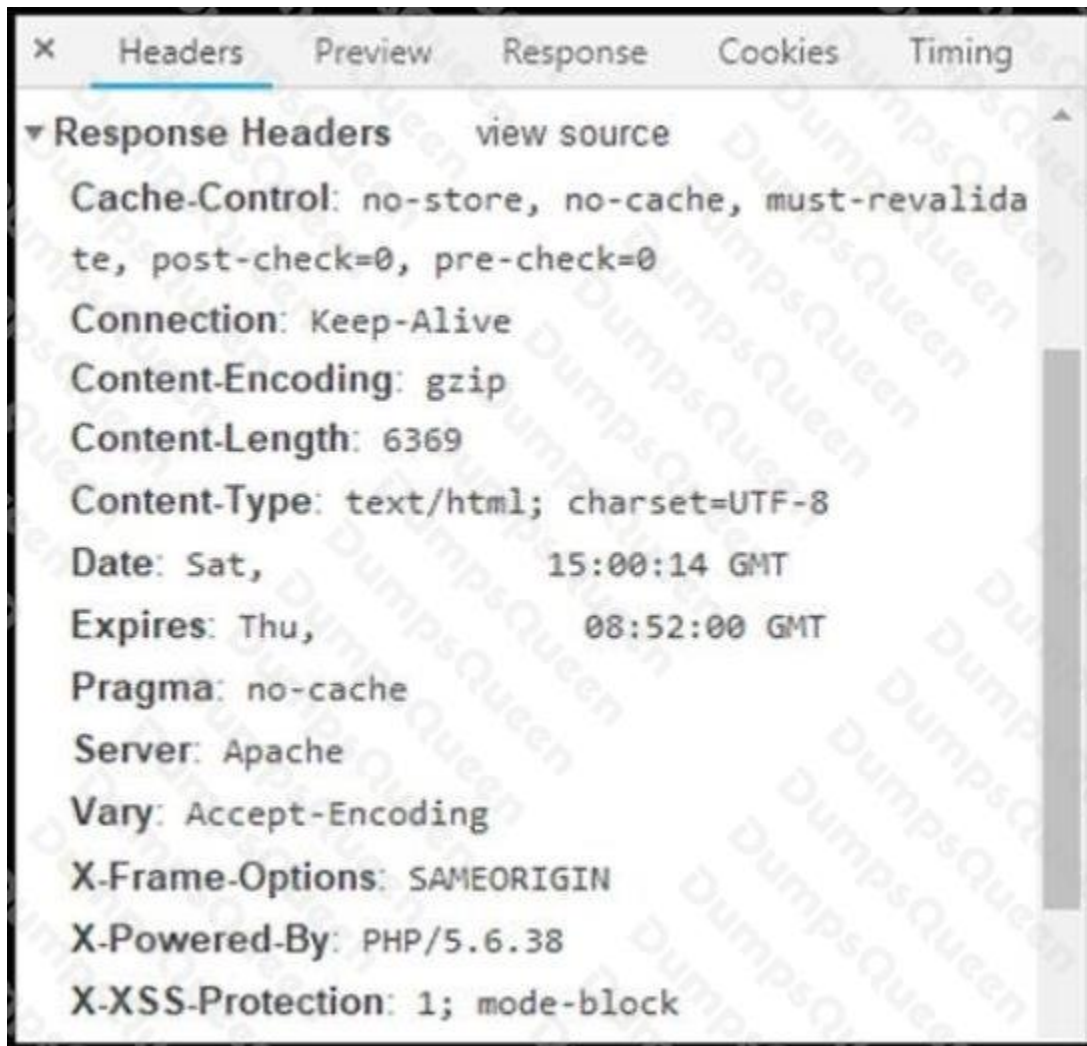 × Headers Preview Response Cookies Timing
▼ Response Headers view source
Cache-Control: no-store, no-cache, must-revalida
te, post-check=0, pre-check=0
Connection: Keep-Alive
Content-Encoding: gzip
Content-Length: 6369
Content-Type: text/html; charset=UTF-8
Date: Sat, 15:00:14 GMT
Expires: Thu, 08:52:00 GMT
Pragma: no-cache
Server: Apache
Vary: Accept-Encoding
X-Frame-Options: SAMEORIGIN
X-Powered-By: PHP/5.6.38
X-XSS-Protection: 1; mode-block
DumpsQueen